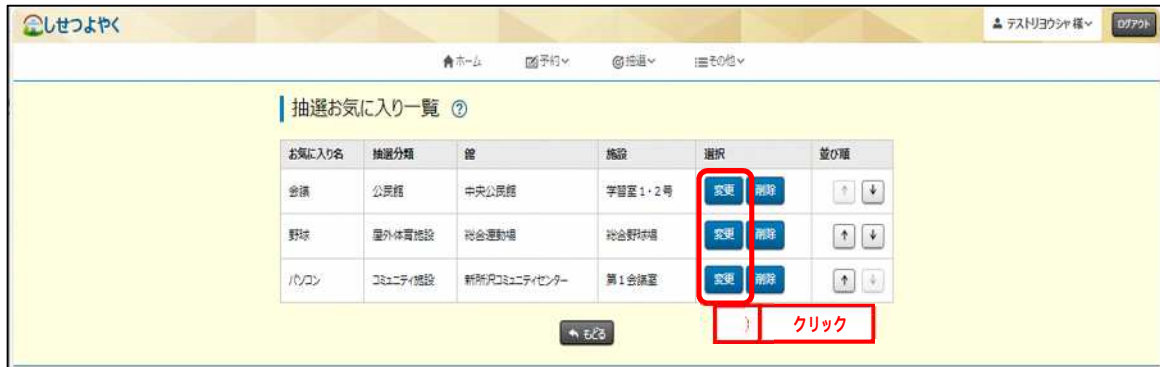 しせつよやく テストリヨウシャ 様 ログアウト
ホーム 予約 抽選 その他
抽選お気に入り一覧 ?
お気に入り名 抽選分類 館 施設 選択 並び順
会議 公民館 中央公民館 学習室1・2号 変更 削除 ↑ ↓
野球 屋外体育施設 総合運動場 総合野球場 変更 削除 ↑ ↓
パソコン コミュニティ施設 新所沢コミュニティセンター 第1会議室 変更 削除 ↑ ↓
もどる ) クリック